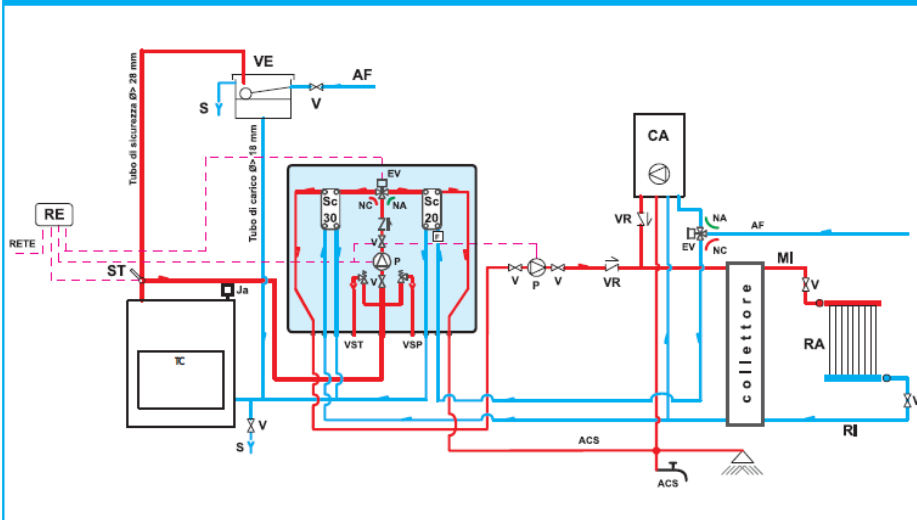 VE
AF
V
S
Tubo di sicurezza Ø> 28 mm
Tubo di carico Ø> 18 mm
CA
EV
Sc
30
NC
NA
Sc
20
F
RE
RETE
VR
NA
EV
NC
AF
ST
Ja
V
P
V
V
P
V
VR
MI
V
collettore
RA
VST
VSP
TC
V
S
V
RI
ACS
ACS